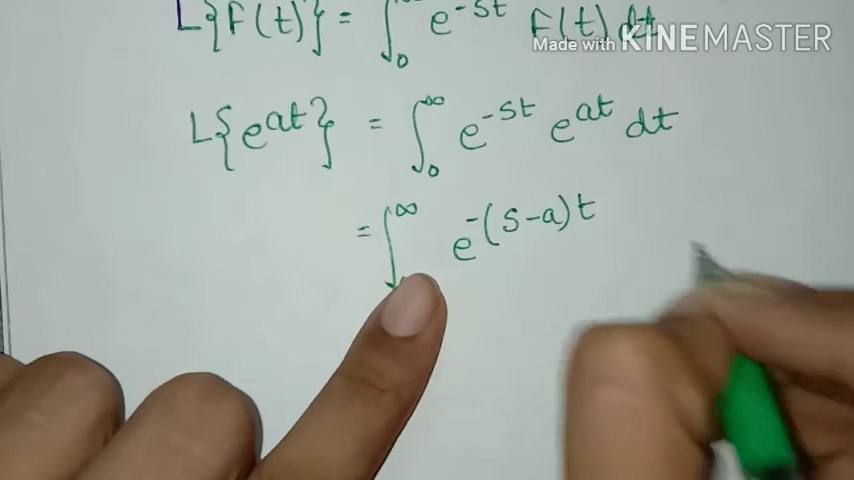 L{F(t)} = ∫₀^∞ e^-st F(t) dt
Made with KINEMASTER
L{e^at} = ∫₀^∞ e^-st e^at dt
= ∫^∞ e^-(s-a)t